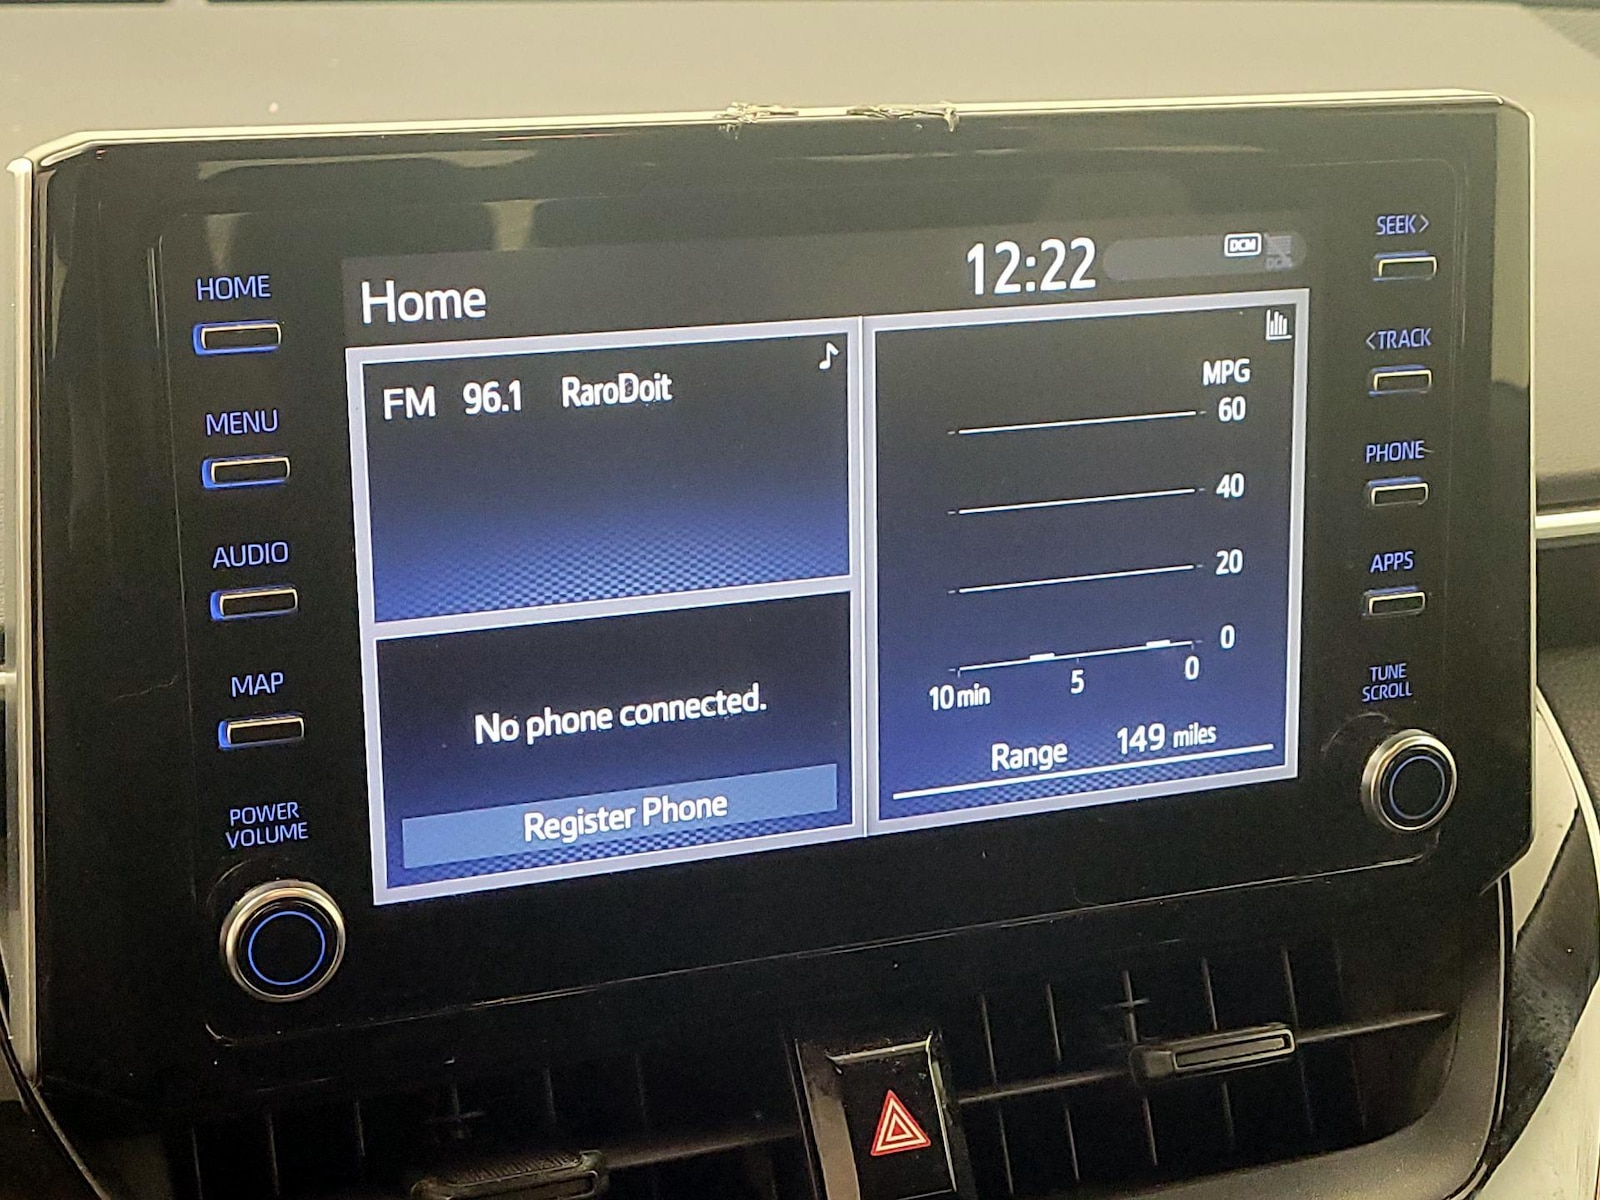 HOME
MENU
AUDIO
MAP
POWER
VOLUME
Home
12:22
DCM
FM 96.1 RaroDoit
No phone connected.
Register Phone
MPG
60
40
20
0
10 min 5 0
Range 149 miles
SEEK>
<TRACK
PHONE
APPS
TUNE
SCROLL